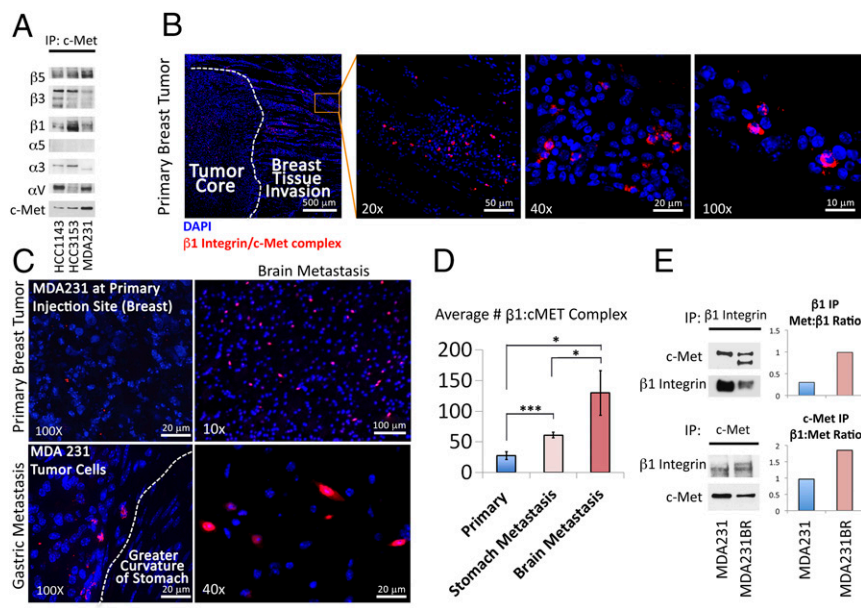 A
IP: c-Met
β5
β3
β1
α5
α3
αV
c-Met
HCC1143
HCC3153
MDA231
B
Primary Breast Tumor
Tumor
Core
Breast
Tissue
Invasion
500 µm
20x
50 µm
40x
20 µm
100x
10 µm
DAPI
β1 Integrin/c-Met complex
C
Brain Metastasis
Primary Breast Tumor
MDA231 at Primary
Injection Site (Breast)
100X
20 µm
10x
100 µm
Gastric Metastasis
MDA 231
Tumor Cells
Greater
Curvature
of Stomach
100X
20 µm
40x
20 µm
D
Average # β1:cMET Complex
200
150
100
50
0
*
*
***
Primary
Stomach Metastasis
Brain Metastasis
E
IP: β1 Integrin
c-Met
β1 Integrin
β1 IP
Met:β1 Ratio
1.5
1
0.5
0
IP: c-Met
β1 Integrin
c-Met
c-Met IP
β1:Met Ratio
2
1.5
1
0.5
0
MDA231
MDA231BR
MDA231
MDA231BR